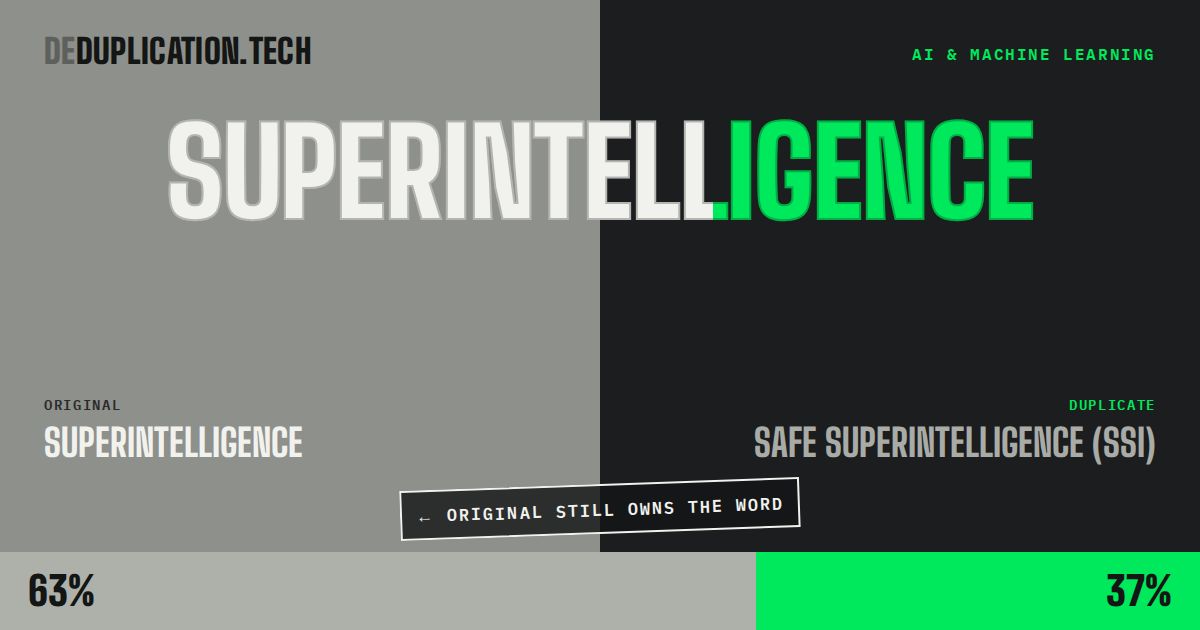 DEDUPLICATION.TECH
AI & MACHINE LEARNING
SUPERINTELLIGENCE
ORIGINAL
SUPERINTELLIGENCE
DUPLICATE
SAFE SUPERINTELLIGENCE (SSI)
← ORIGINAL STILL OWNS THE WORD
63%
37%